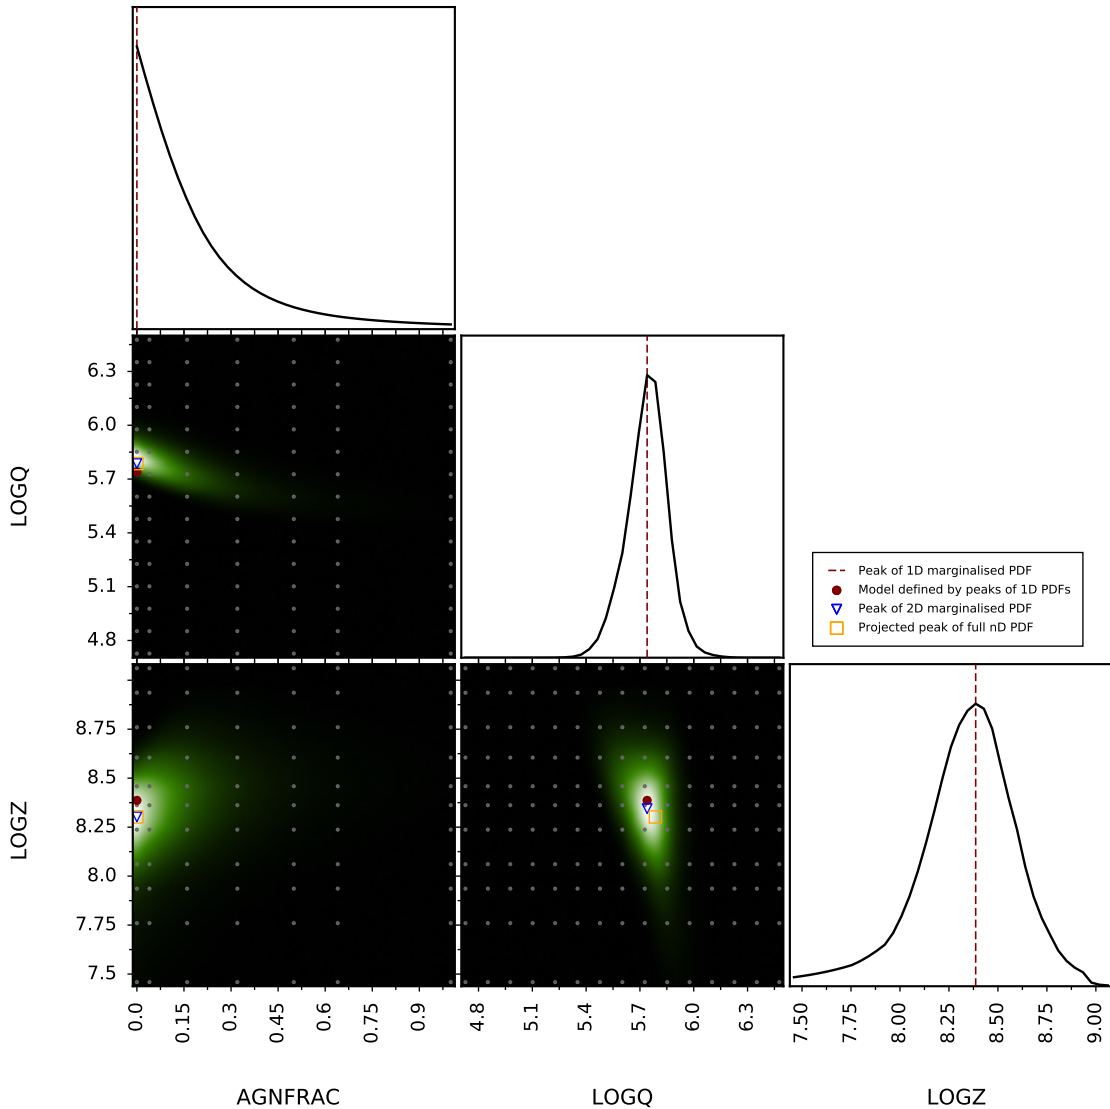 6.3
6.0
5.7
5.4
5.1
4.8
LOGQ
Peak of 1D marginalised PDF
Model defined by peaks of 1D PDFs
Peak of 2D marginalised PDF
Projected peak of full nD PDF
8.75
8.5
8.25
8.0
7.75
7.5
LOGZ
0.0 0.15 0.3 0.45 0.6 0.75 0.9
4.8 5.1 5.4 5.7 6.0 6.3
7.50 7.75 8.00 8.25 8.50 8.75 9.00
AGNFRAC LOGQ LOGZ